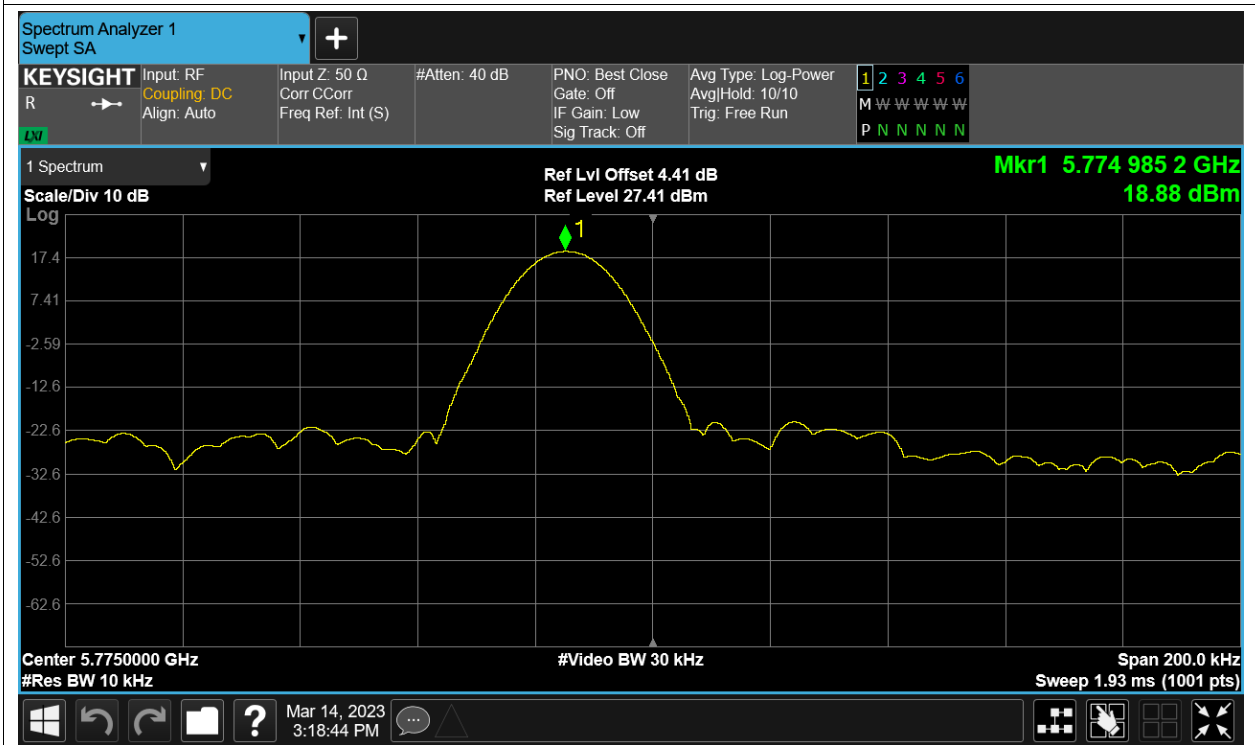 Spectrum Analyzer 1
Swept SA
KEYSIGHT
R
LXI
Input: RF
Coupling: DC
Align: Auto
Input Z: 50 Ω
Corr CCorr
Freq Ref: Int (S)
#Atten: 40 dB
PNO: Best Close
Gate: Off
IF Gain: Low
Sig Track: Off
Avg Type: Log-Power
Avg|Hold: 10/10
Trig: Free Run
1 2 3 4 5 6
M W W W W W
P N N N N N
1 Spectrum
Scale/Div 10 dB
Log
Ref Lvl Offset 4.41 dB
Ref Level 27.41 dBm
Mkr1 5.774 985 2 GHz
18.88 dBm
1
17.4
7.41
-2.59
-12.6
-22.6
-32.6
-42.6
-52.6
-62.6
Center 5.7750000 GHz
#Res BW 10 kHz
#Video BW 30 kHz
Span 200.0 kHz
Sweep 1.93 ms (1001 pts)
?
Mar 14, 2023
3:18:44 PM